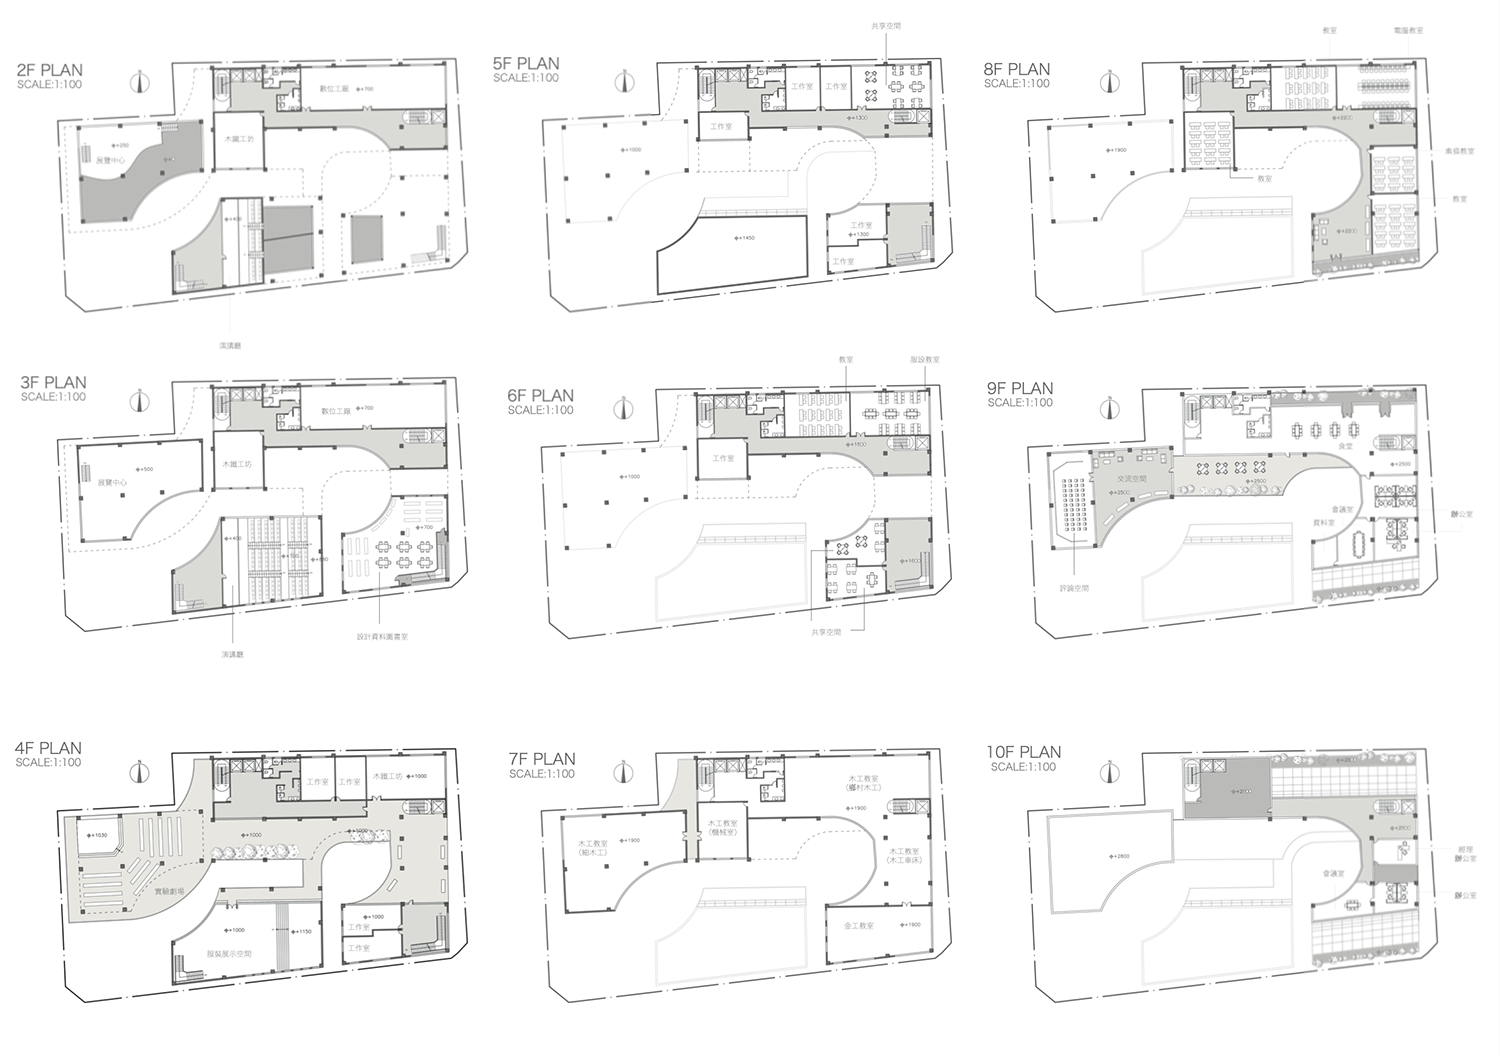 2F PLAN
SCALE:1:100
N
數位工廠 +700
木鐵工坊
+250
展覽中心
+400
演講廳
3F PLAN
SCALE:1:100
N
數位工廠 +700
木鐵工坊
+500
展覽中心
+400
+700
設計資料圖書室
演講廳
4F PLAN
SCALE:1:100
N
工作室
工作室
木鐵工坊
+1000
+1030
+1000
+1000
實驗劇場
+1000
+1150
服裝展示空間
+1000
工作室
工作室
5F PLAN
SCALE:1:100
N
共享空間
工作室
工作室
工作室
+1300
+1000
+1450
工作室
+1300
工作室
6F PLAN
SCALE:1:100
N
教室
服設教室
工作室
+1600
+1000
+1600
共享空間
7F PLAN
SCALE:1:100
N
木工教室
(鄉村木工)
+1900
木工教室
(機械室)
木工教室
(細木工)
+1900
木工教室
(木工車床)
金工教室
+1900
8F PLAN
SCALE:1:100
N
教室
電腦教室
+2200
+1900
教室
素描教室
教室
+2200
9F PLAN
SCALE:1:100
N
食堂
+2500
交流空間
+2500
+2500
會議室
資料室
辦公室
評論空間
10F PLAN
SCALE:1:100
N
+2800
+2800
+2800
經理
辦公室
會議室
辦公室